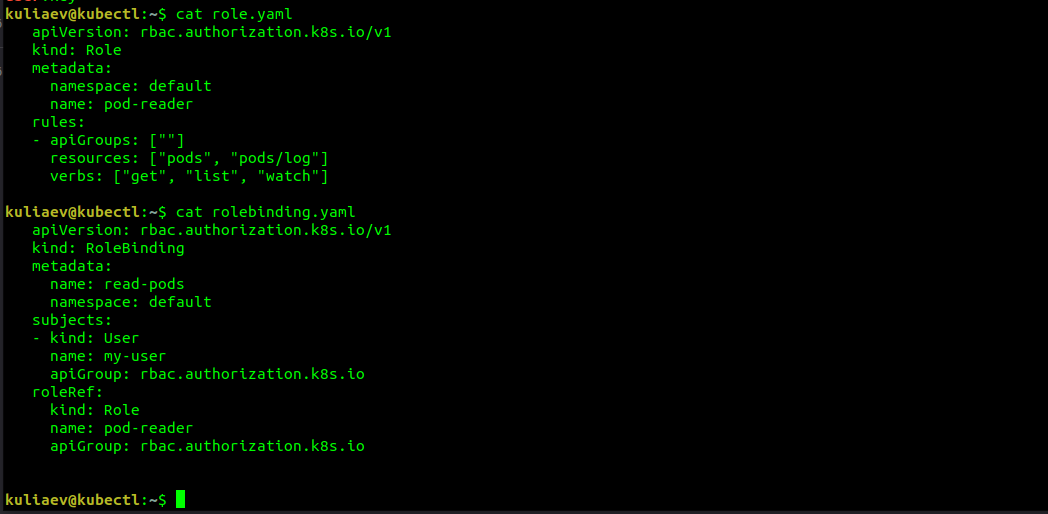 kuliaev@kubectl:~$ cat role.yaml
   apiVersion: rbac.authorization.k8s.io/v1
   kind: Role
   metadata:
     namespace: default
     name: pod-reader
   rules:
   - apiGroups: [""]
     resources: ["pods", "pods/log"]
     verbs: ["get", "list", "watch"]
kuliaev@kubectl:~$ cat rolebinding.yaml
   apiVersion: rbac.authorization.k8s.io/v1
   kind: RoleBinding
   metadata:
     name: read-pods
     namespace: default
   subjects:
   - kind: User
     name: my-user
     apiGroup: rbac.authorization.k8s.io
   roleRef:
     kind: Role
     name: pod-reader
     apiGroup: rbac.authorization.k8s.io
kuliaev@kubectl:~$